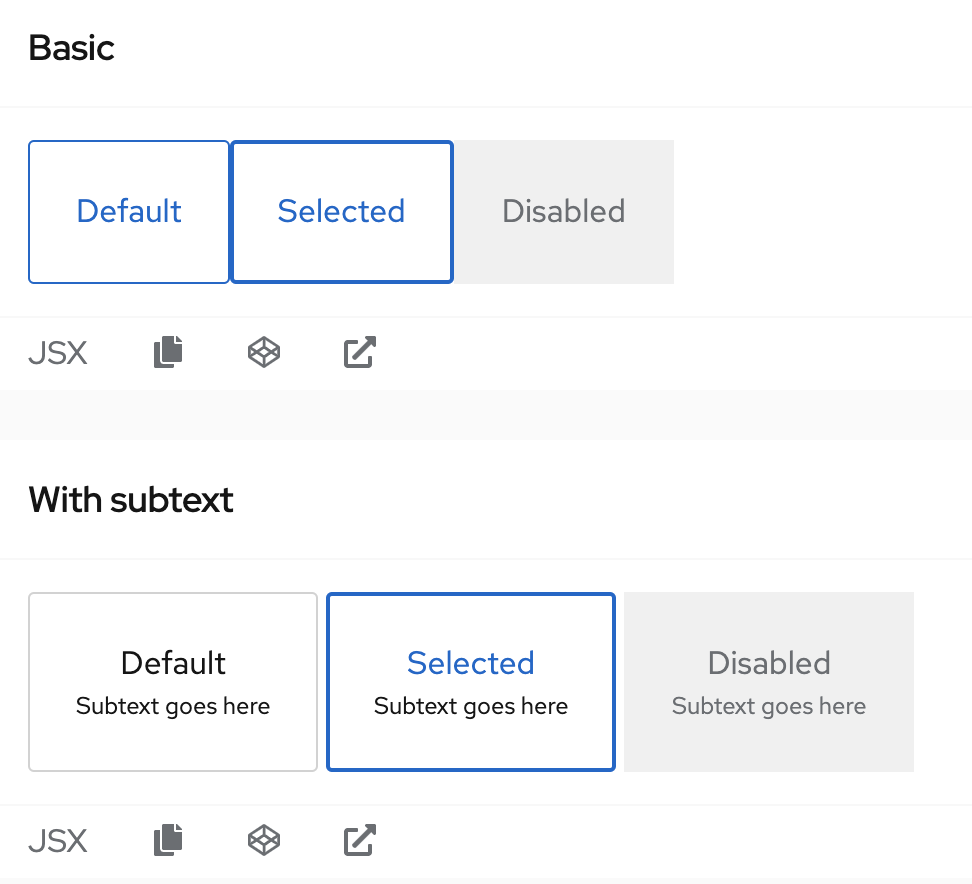 Basic
Default Selected Disabled
JSX
With subtext
Default Selected Disabled
Subtext goes here Subtext goes here Subtext goes here
JSX